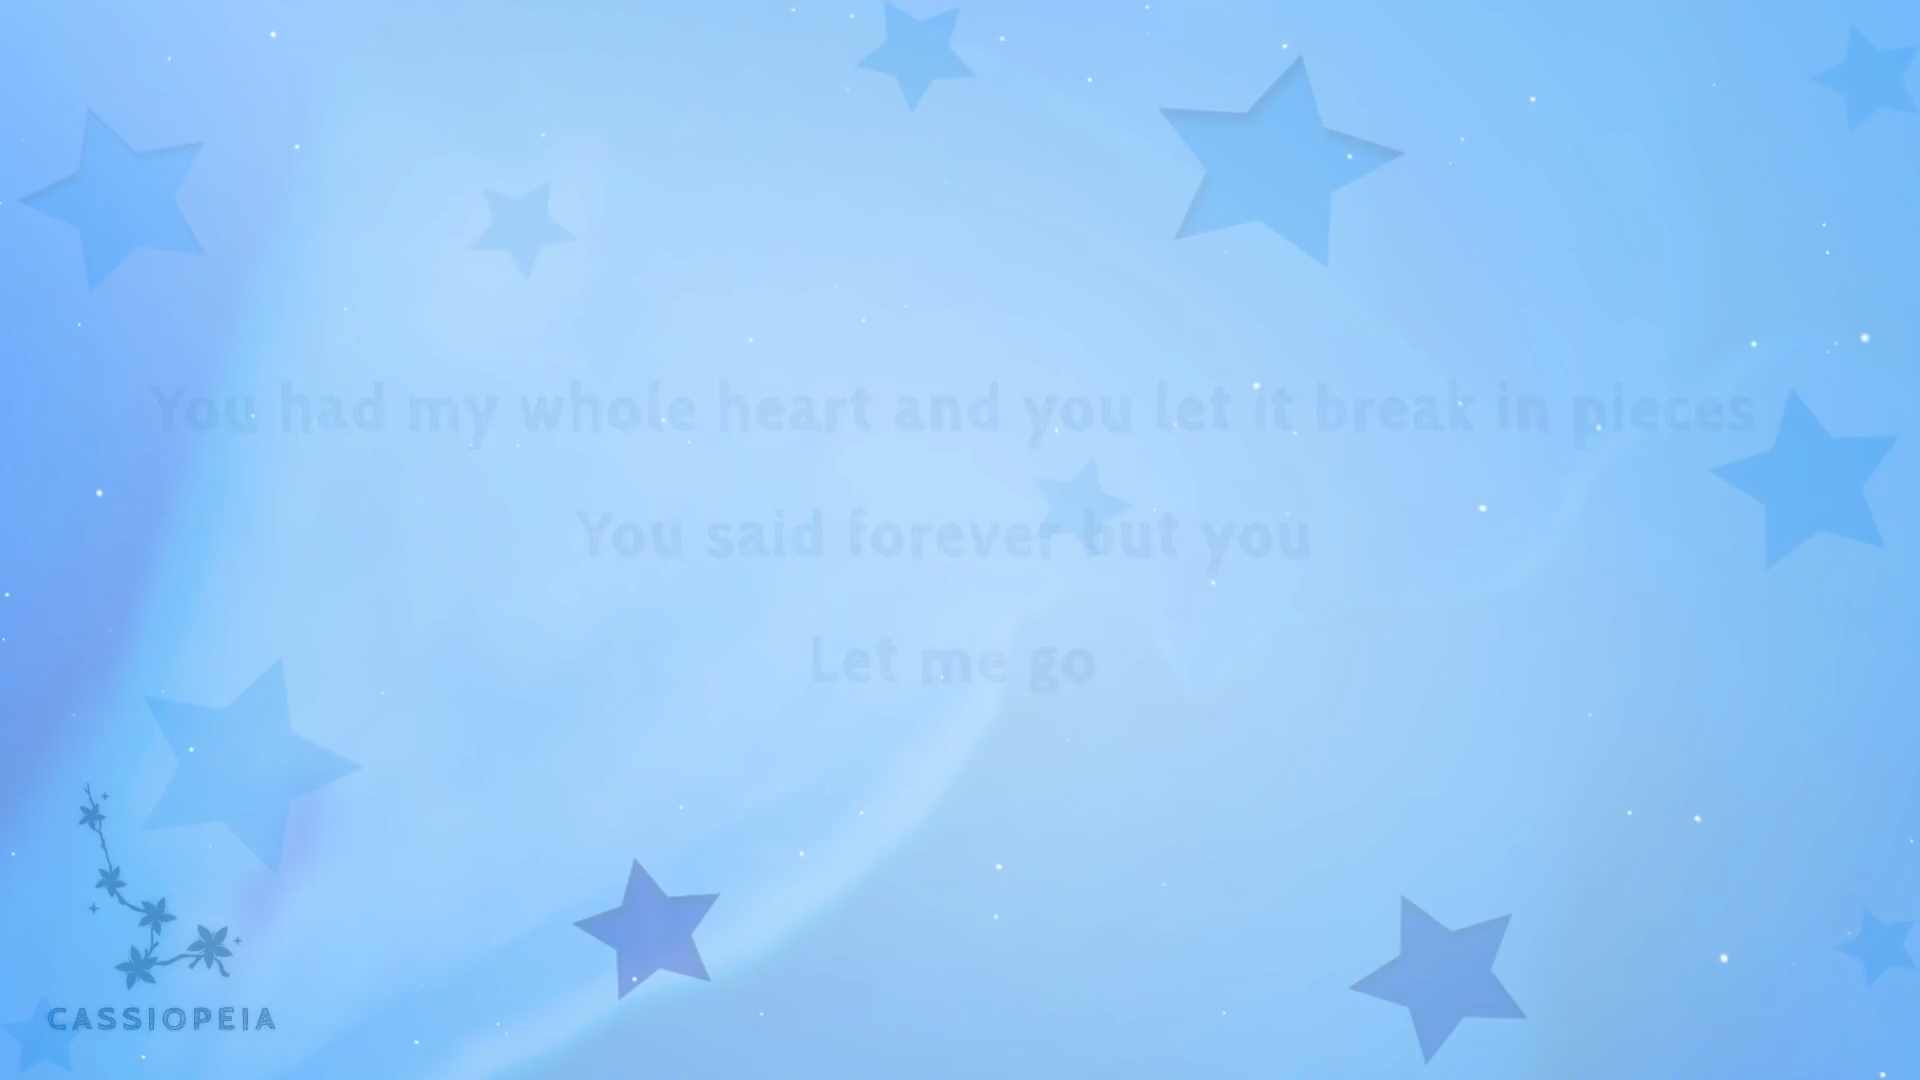 You had my whole heart and you let it break in pieces
You said forever but you
Let me go
CASSIOPEIA